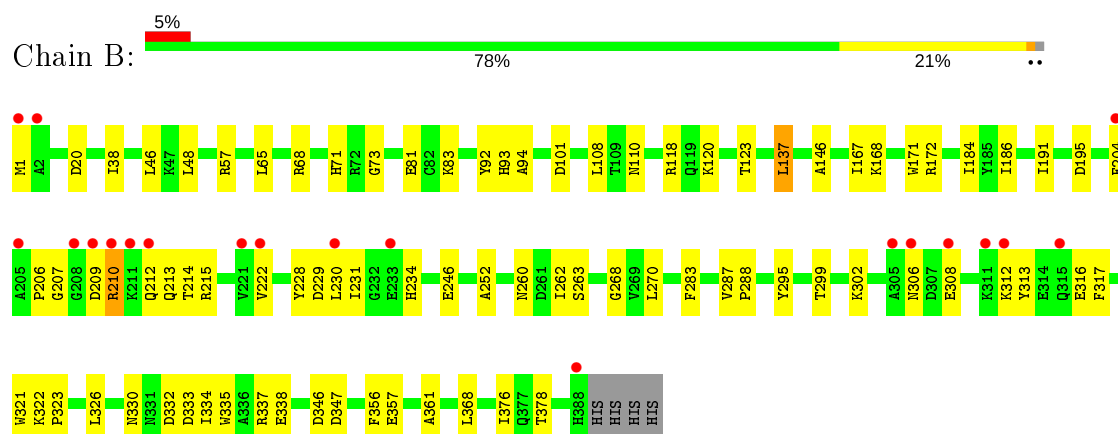 5%
Chain B:
78%
21%
M1 A2 D20 I38 L46 K47 L48 R57 L65 R68 H71 R72 G73 E81 C82 K83 Y92 H93 A94 D101 L108 T109 N110 R118 Q119 K120 T123 L137 A146 I167 K168 W171 R172 I184 Y185 I186 I191 D195
A205 P206 G207 G208 D209 R210 K211 Q212 Q213 T214 R215 V221 V222 Y228 D229 L230 I231 G232 E233 H234 E246 A252 N260 D261 I262 S263 G268 V269 L270 F283 V287 P288 Y295 T299 K302 A305 N306 D307 E308 K311 K312 Y313 E314 Q315 E316 F317
W321 K322 P323 L326 N330 N331 D332 D333 I334 W335 A336 R337 E338 D346 D347 F356 E357 A361 L368 I376 Q377 T378 H388 HIS HIS HIS HIS